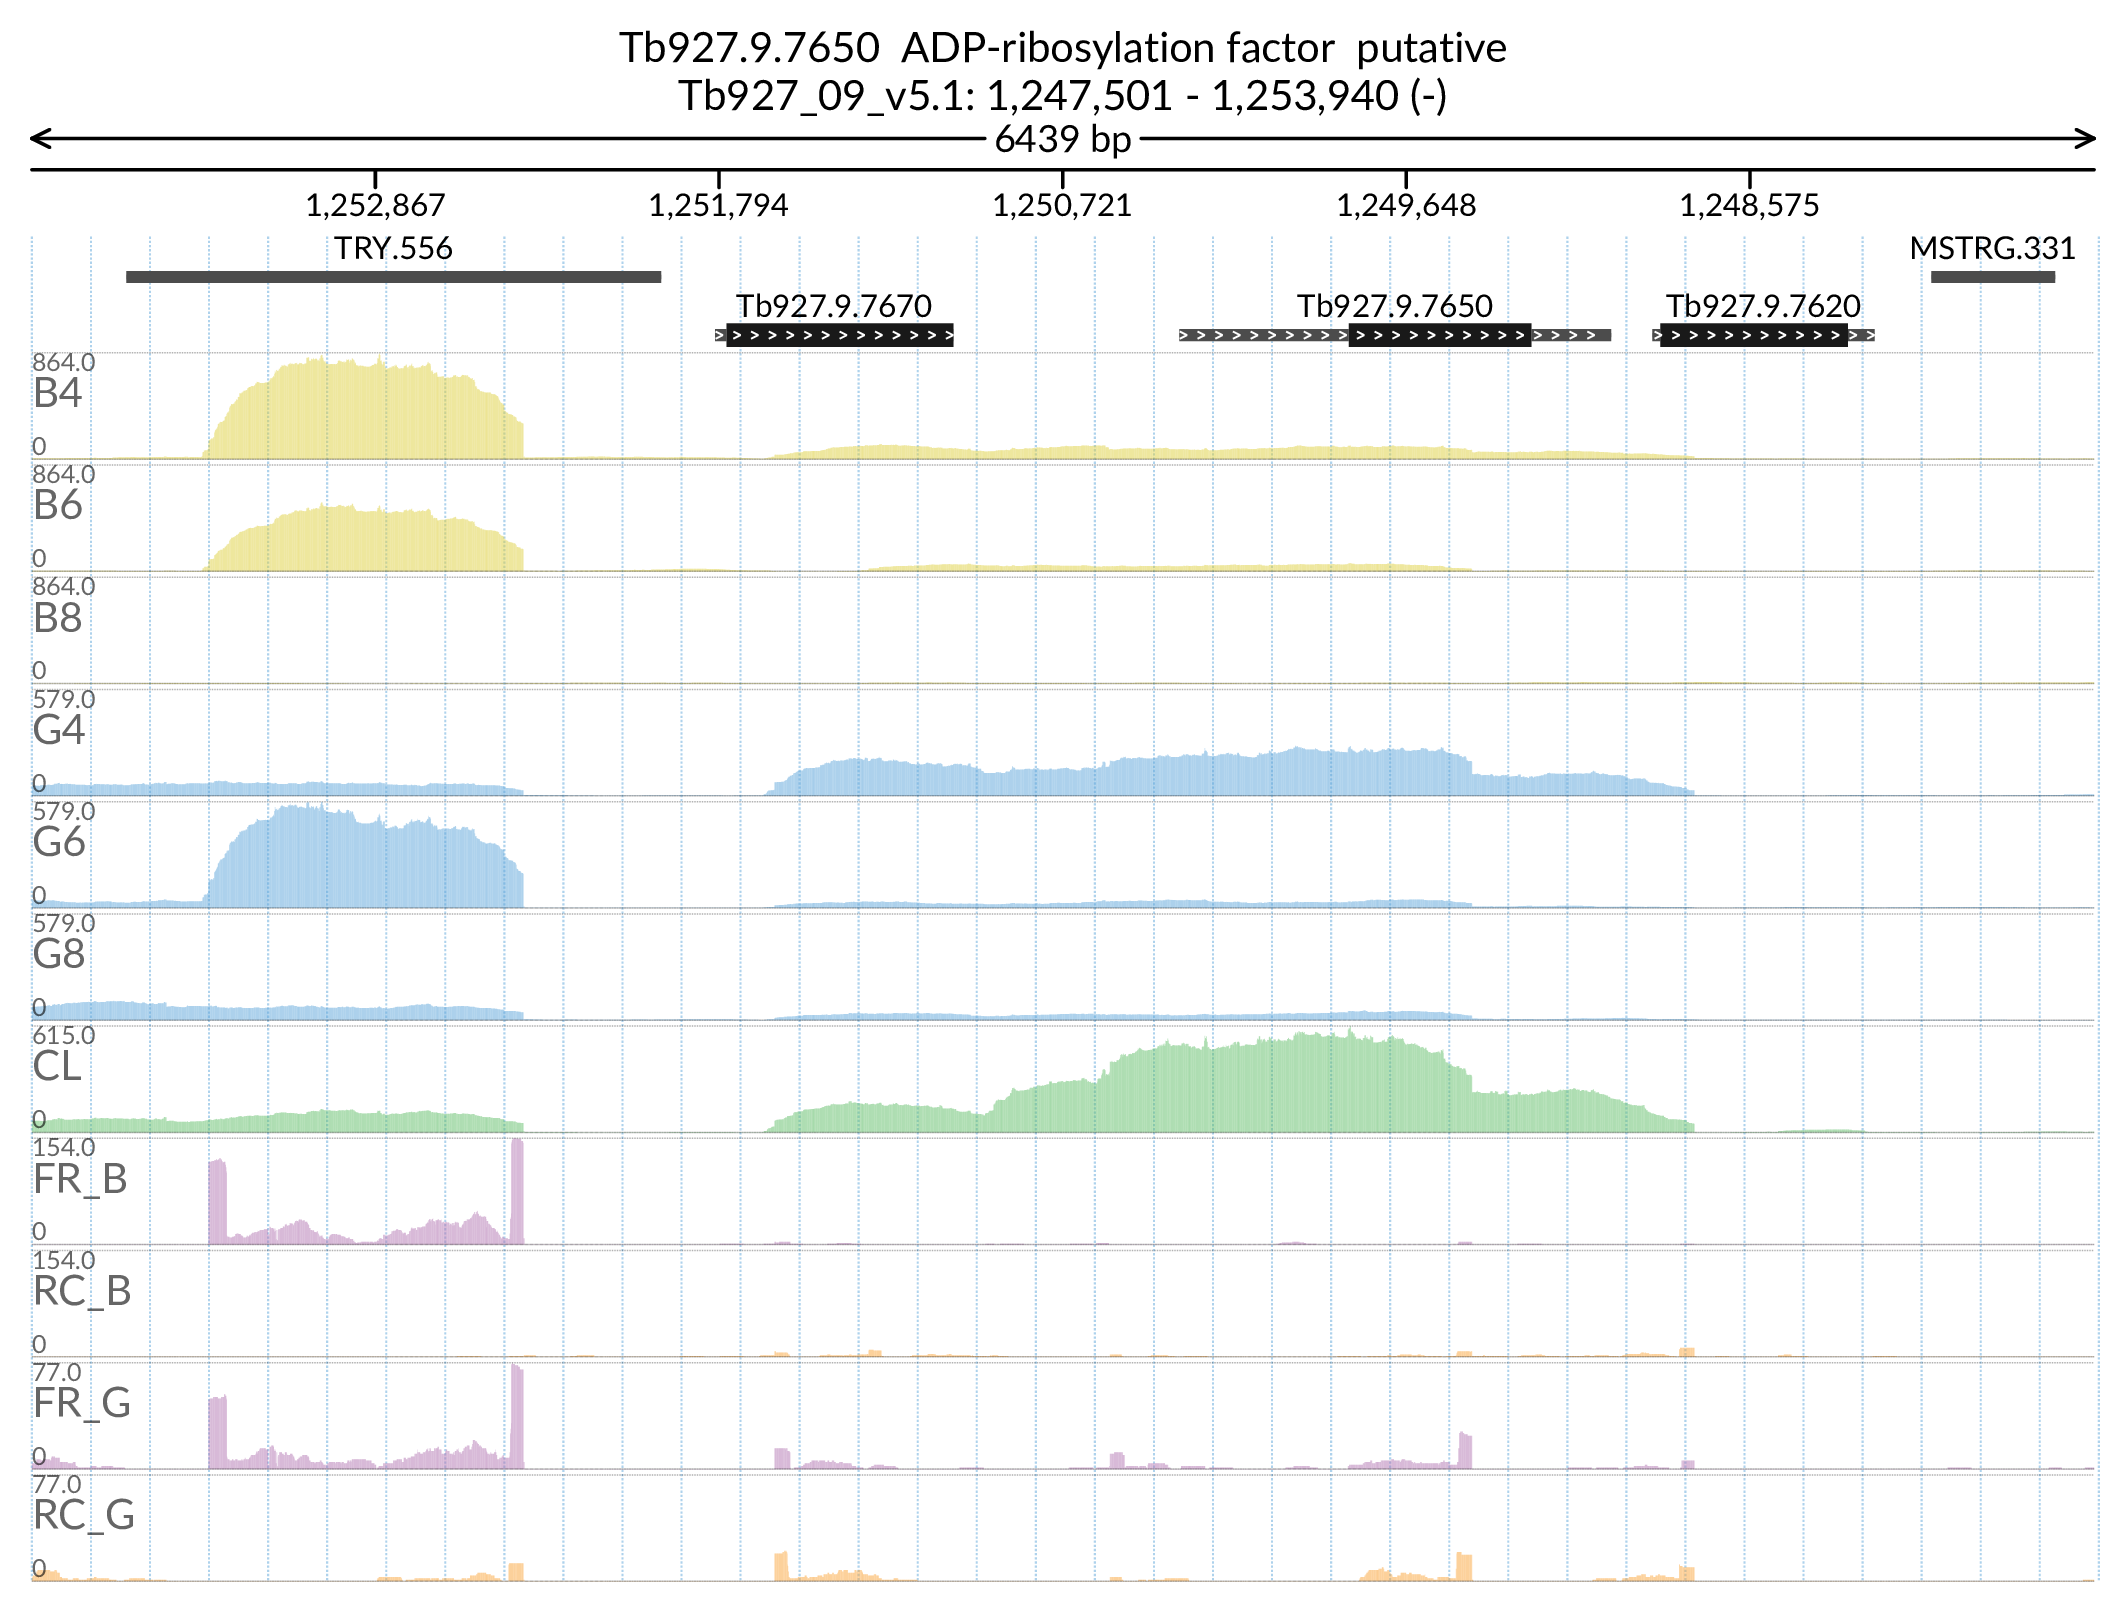 Tb927.9.7650  ADP-ribosylation factor  putative
Tb927_09_v5.1: 1,247,501 - 1,253,940 (-)
6439 bp
1,252,867 1,251,794 1,250,721 1,249,648 1,248,575
TRY.556 MSTRG.331
Tb927.9.7670 Tb927.9.7650 Tb927.9.7620
864.0
B4
0
864.0
B6
0
864.0
B8
0
579.0
G4
0
579.0
G6
0
579.0
G8
0
615.0
CL
0
154.0
FR_B
0
154.0
RC_B
0
77.0
FR_G
0
77.0
RC_G
0